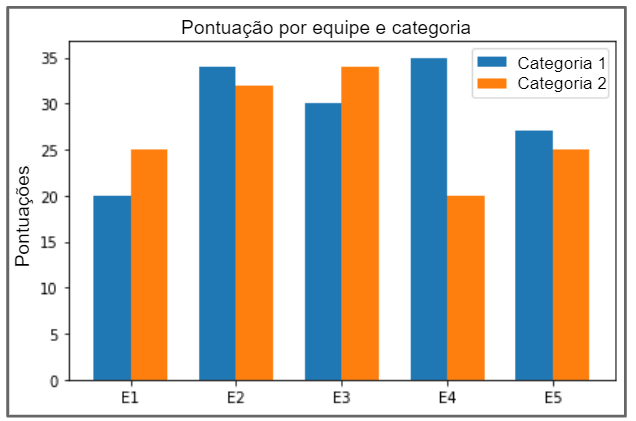 Pontuação por equipe e categoria
Categoria 1
Categoria 2
Pontuações
35
30
25
20
15
10
5
0
E1 E2 E3 E4 E5